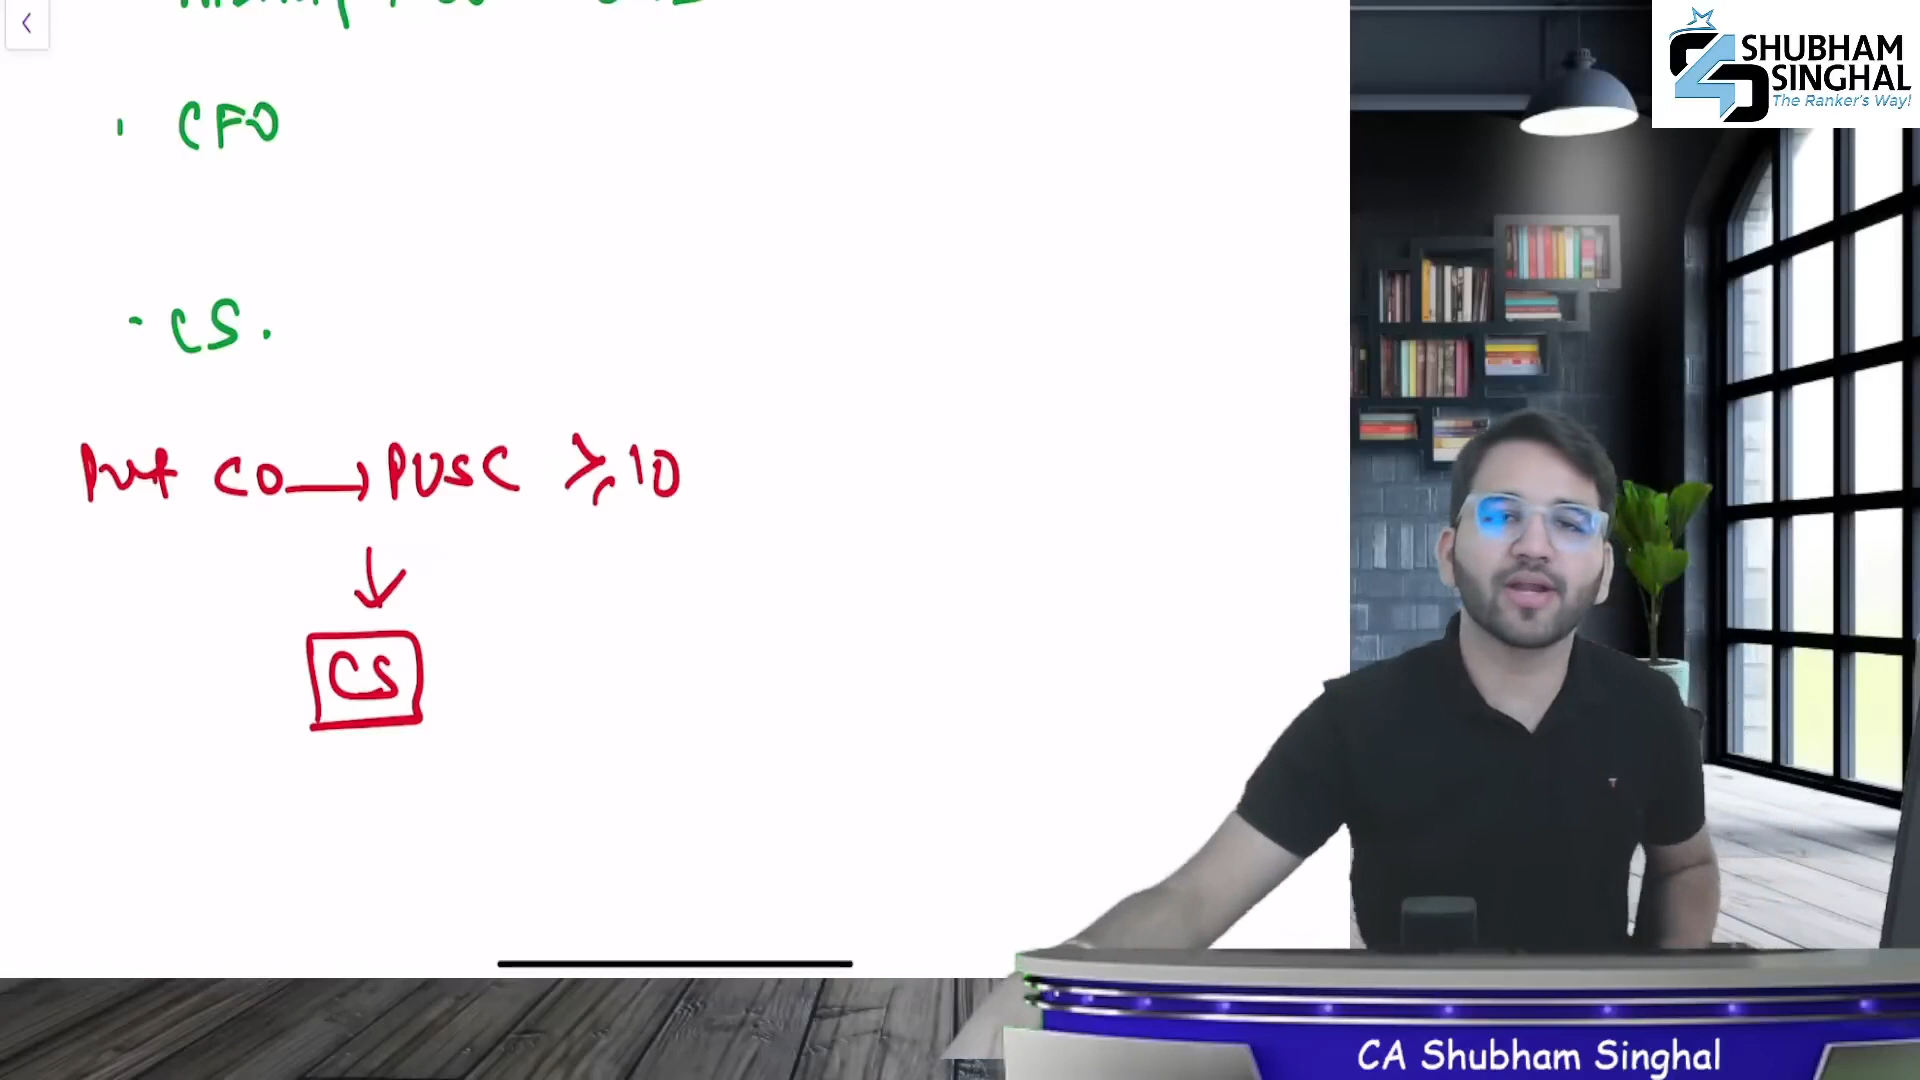 SHUBHAM
SINGHAL
The Ranker's Way!
CFO
CS.
Pvt CO → PUSC ≥ 10
↓
CS
CA Shubham Singhal